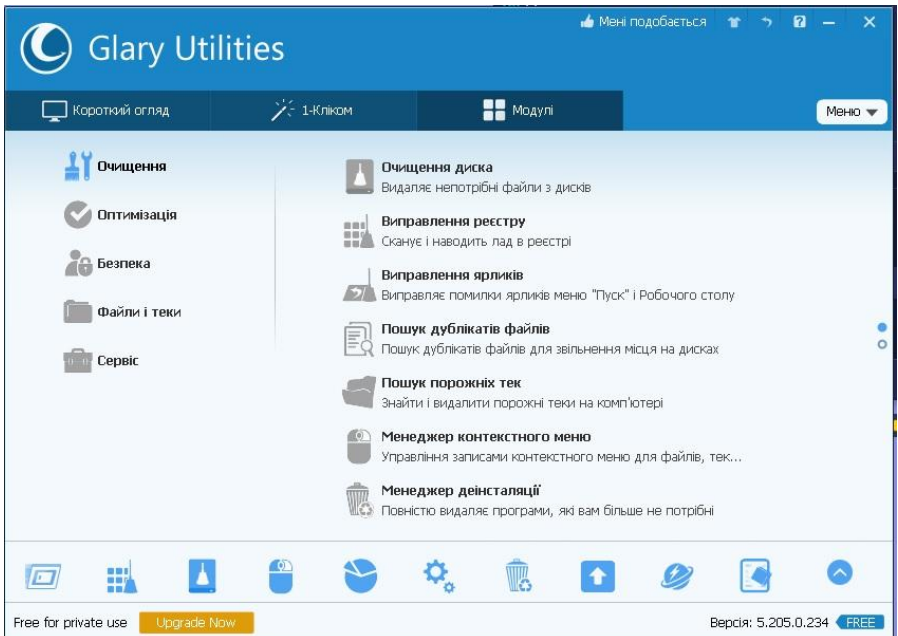 Мені подобається
Glary Utilities
Короткий огляд
1-Кліком
Модулі
Меню
Очищення
Оптимізація
Безпека
Файли і теки
Сервіс
Очищення диска
Видаляє непотрібні файли з дисків
Виправлення реєстру
Сканує і наводить лад в реєстрі
Виправлення ярликів
Виправляє помилки ярликів меню "Пуск" і Робочого столу
Пошук дублікатів файлів
Пошук дублікатів файлів для звільнення місця на дисках
Пошук порожніх тек
Знайти і видалити порожні теки на комп'ютері
Менеджер контекстного меню
Управління записами контекстного меню для файлів, тек...
Менеджер деінсталяції
Повністю видаляє програми, які вам більше не потрібні
Free for private use
Upgrade Now
Версія: 5.205.0.234
FREE